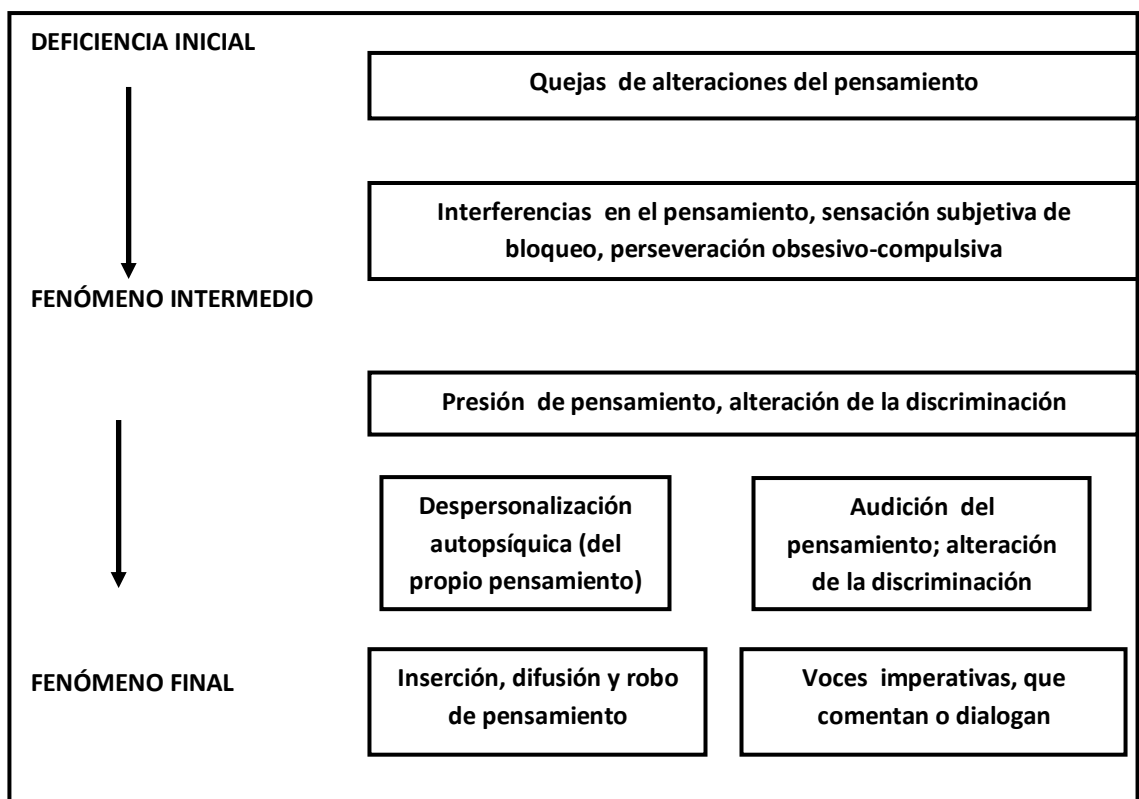 DEFICIENCIA INICIAL
Quejas de alteraciones del pensamiento
Interferencias en el pensamiento, sensación subjetiva de
bloqueo, perseveración obsesivo-compulsiva
FENÓMENO INTERMEDIO
Presión de pensamiento, alteración de la discriminación
Despersonalización
autopsíquica (del
propio pensamiento)
Audición del
pensamiento; alteración
de la discriminación
FENÓMENO FINAL
Inserción, difusión y robo
de pensamiento
Voces imperativas, que
comentan o dialogan